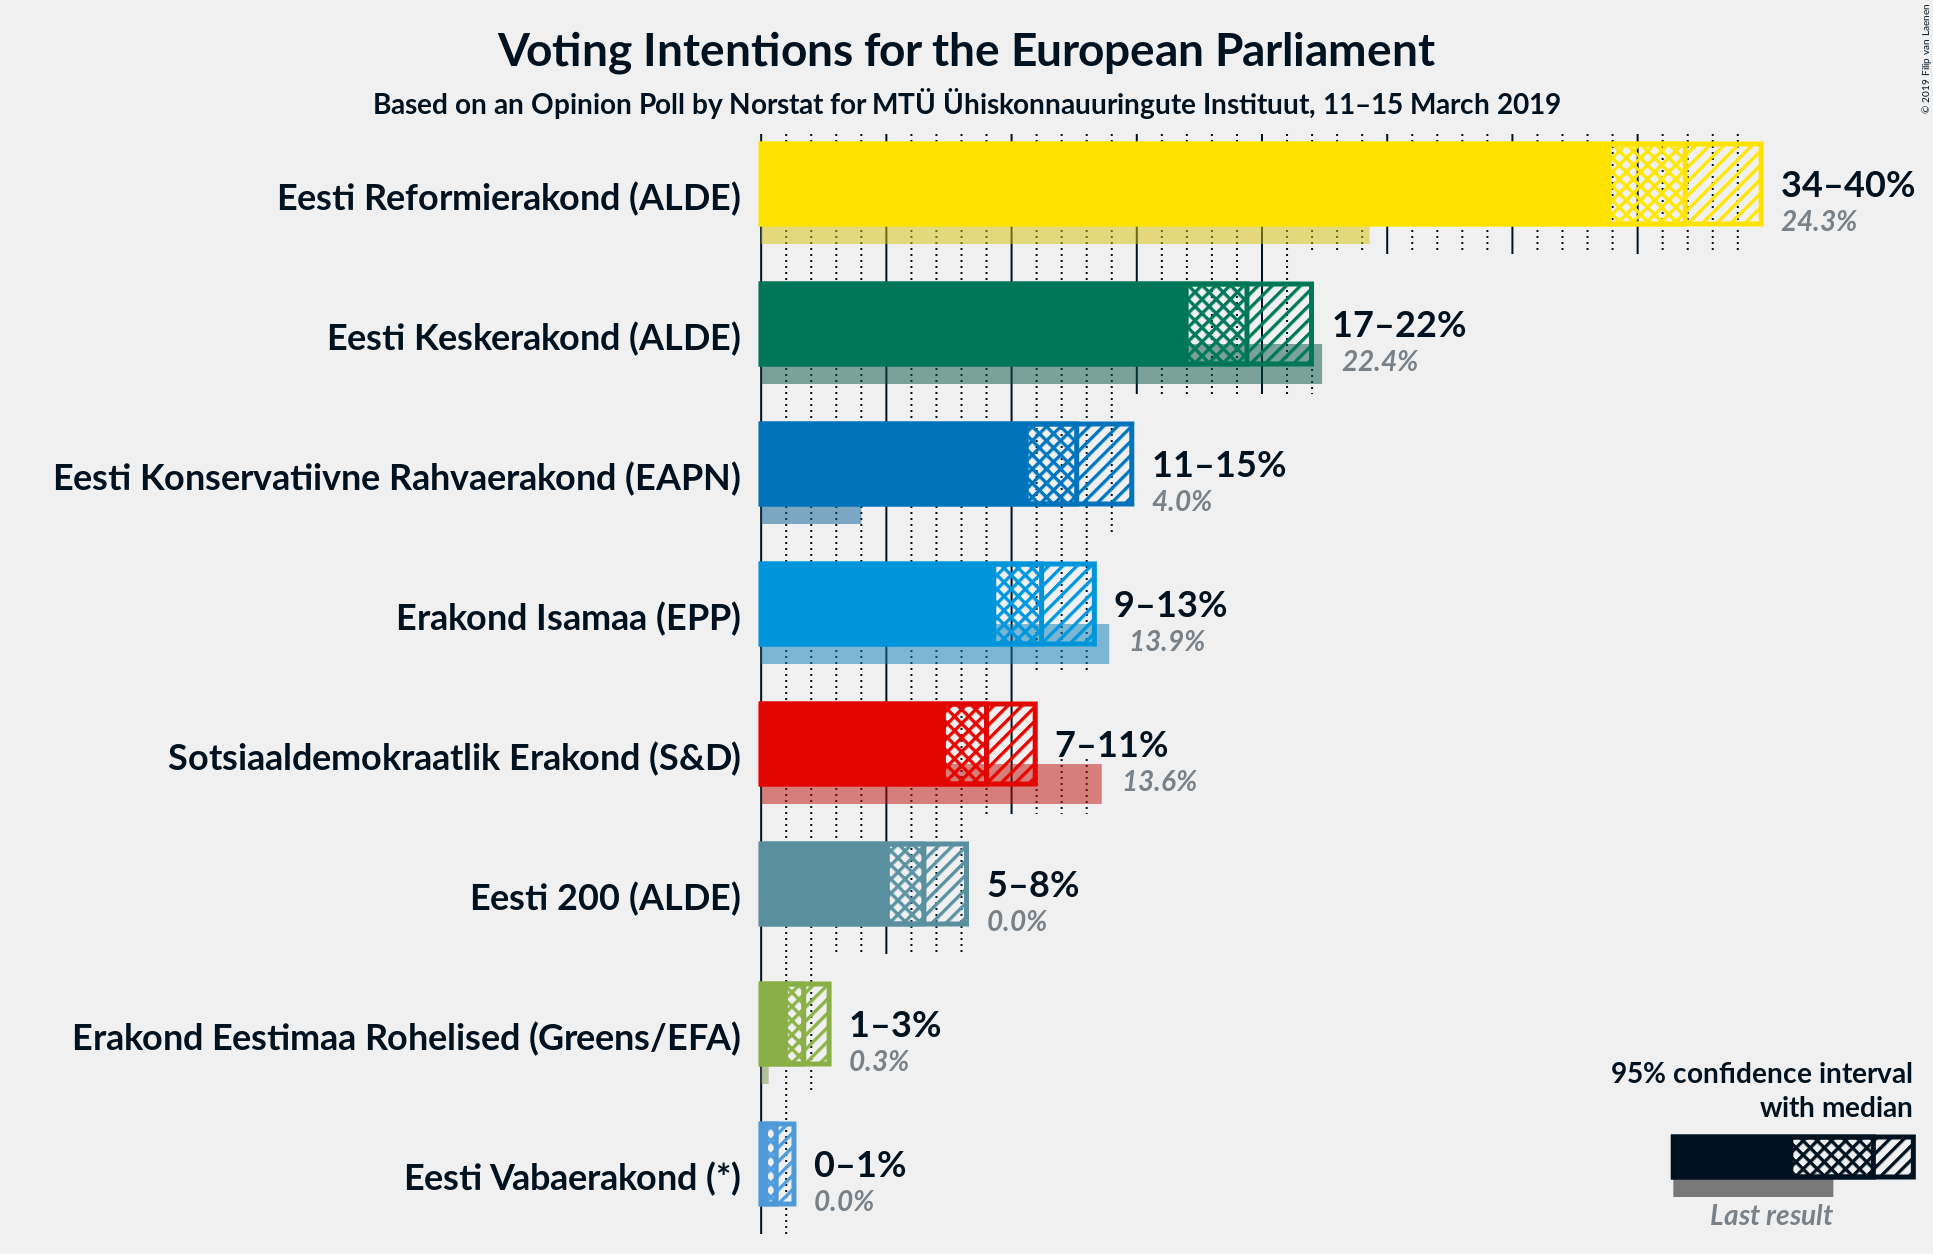 Voting Intentions for the European Parliament
Based on an Opinion Poll by Norstat for MTÜ Ühiskonnauuringute Instituut, 11–15 March 2019
© 2019 Filip van Laenen
Eesti Reformierakond (ALDE)
34–40%
24.3%
Eesti Keskerakond (ALDE)
17–22%
22.4%
Eesti Konservatiivne Rahvaerakond (EAPN)
11–15%
4.0%
Erakond Isamaa (EPP)
9–13%
13.9%
Sotsiaaldemokraatlik Erakond (S&D)
7–11%
13.6%
Eesti 200 (ALDE)
5–8%
0.0%
Erakond Eestimaa Rohelised (Greens/EFA)
1–3%
0.3%
Eesti Vabaerakond (*)
0–1%
0.0%
95% confidence interval
with median
Last result